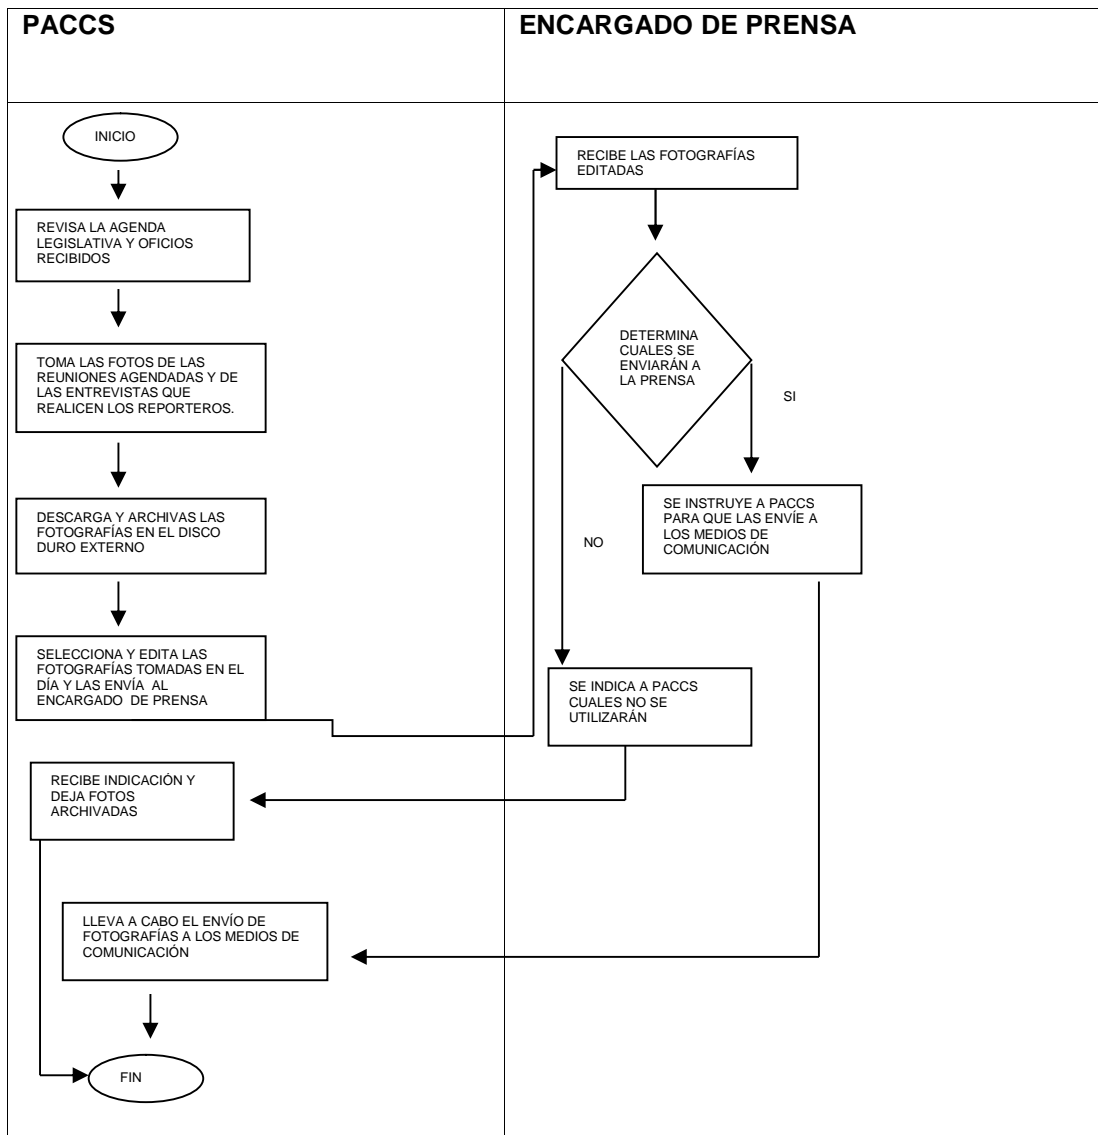 PACCS
ENCARGADO DE PRENSA
INICIO
REVISA LA AGENDA
LEGISLATIVA Y OFICIOS
RECIBIDOS
TOMA LAS FOTOS DE LAS
REUNIONES AGENDADAS Y DE
LAS ENTREVISTAS QUE
REALICEN LOS REPORTEROS.
DESCARGA Y ARCHIVAS LAS
FOTOGRAFÍAS EN EL DISCO
DURO EXTERNO
SELECCIONA Y EDITA LAS
FOTOGRAFÍAS TOMADAS EN EL
DÍA Y LAS ENVÍA AL
ENCARGADO DE PRENSA
RECIBE LAS FOTOGRAFÍAS
EDITADAS
DETERMINA
CUALES SE
ENVIARÁN A
LA PRENSA
SI
SE INSTRUYE A PACCS
PARA QUE LAS ENVÍE A
LOS MEDIOS DE
COMUNICACIÓN
NO
SE INDICA A PACCS
CUALES NO SE
UTILIZARÁN
RECIBE INDICACIÓN Y
DEJA FOTOS
ARCHIVADAS
LLEVA A CABO EL ENVÍO DE
FOTOGRAFÍAS A LOS MEDIOS DE
COMUNICACIÓN
FIN